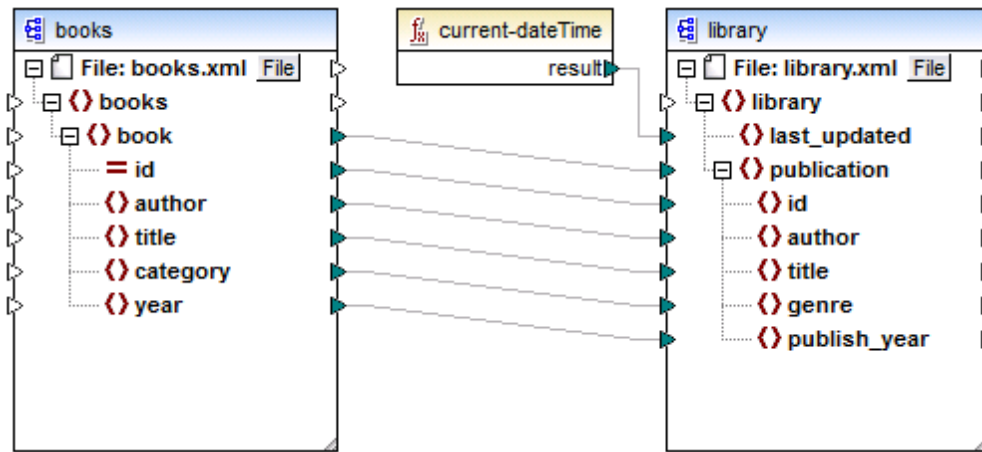 books
File: books.xml File
books
book
id
author
title
category
year
current-dateTime
result
library
File: library.xml File
library
last_updated
publication
id
author
title
genre
publish_year